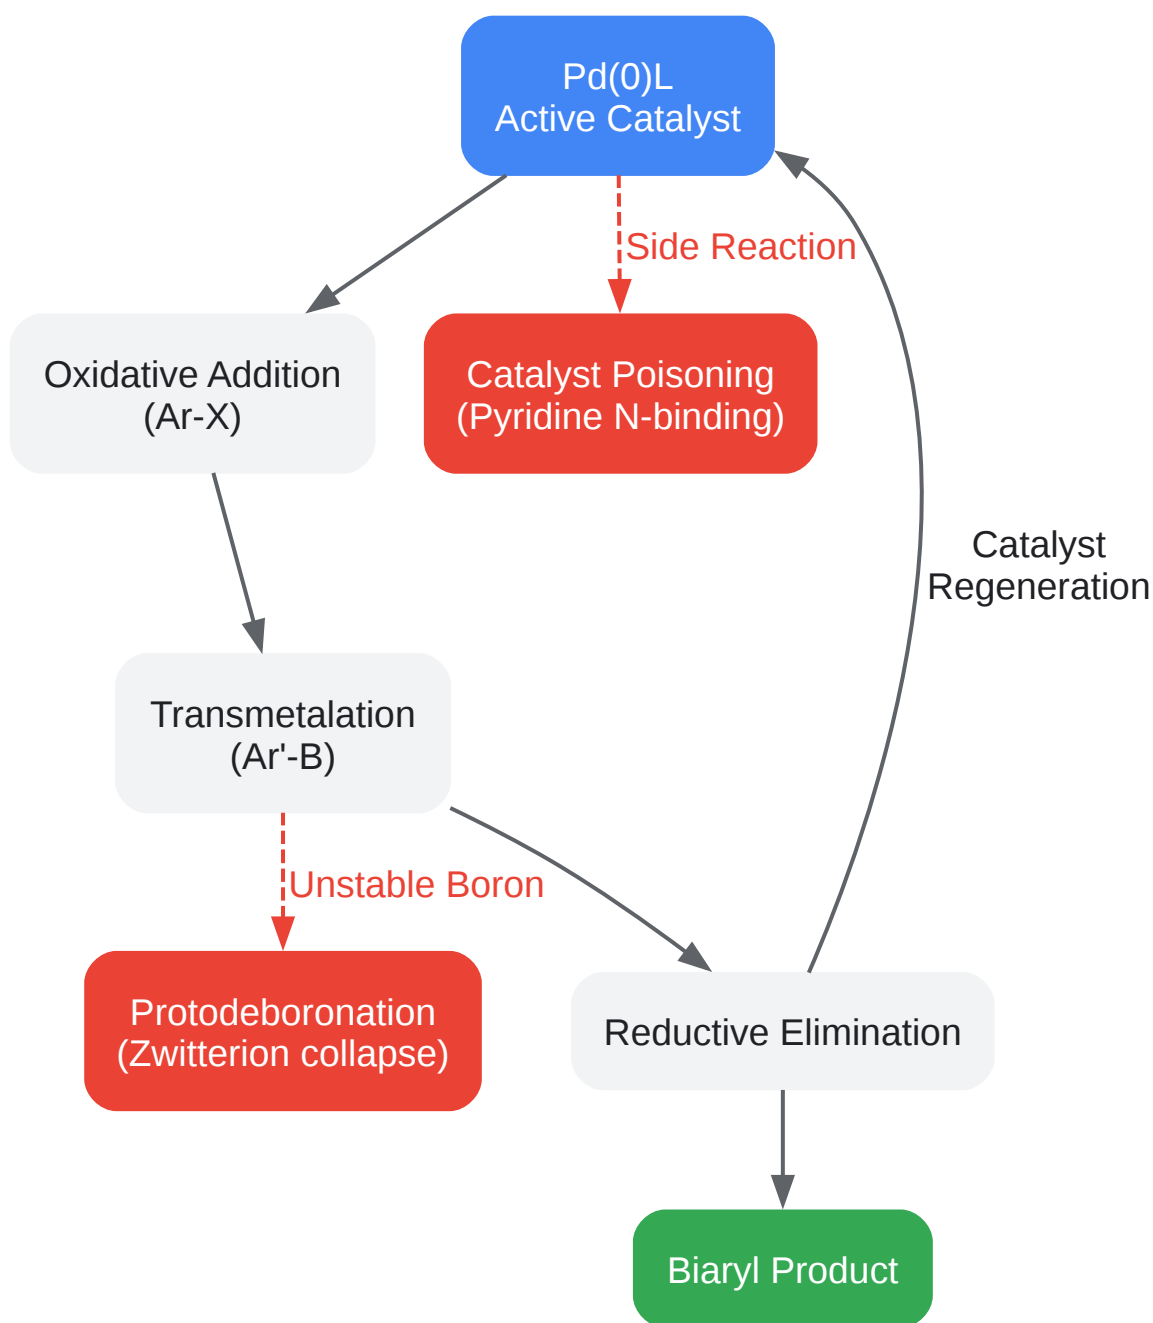 Pd(0)L
Active Catalyst
Side Reaction
Oxidative Addition
(Ar-X)
Catalyst Poisoning
(Pyridine N-binding)
Catalyst
Regeneration
Transmetalation
(Ar'-B)
Unstable Boron
Protodeboronation
(Zwitterion collapse)
Reductive Elimination
Biaryl Product